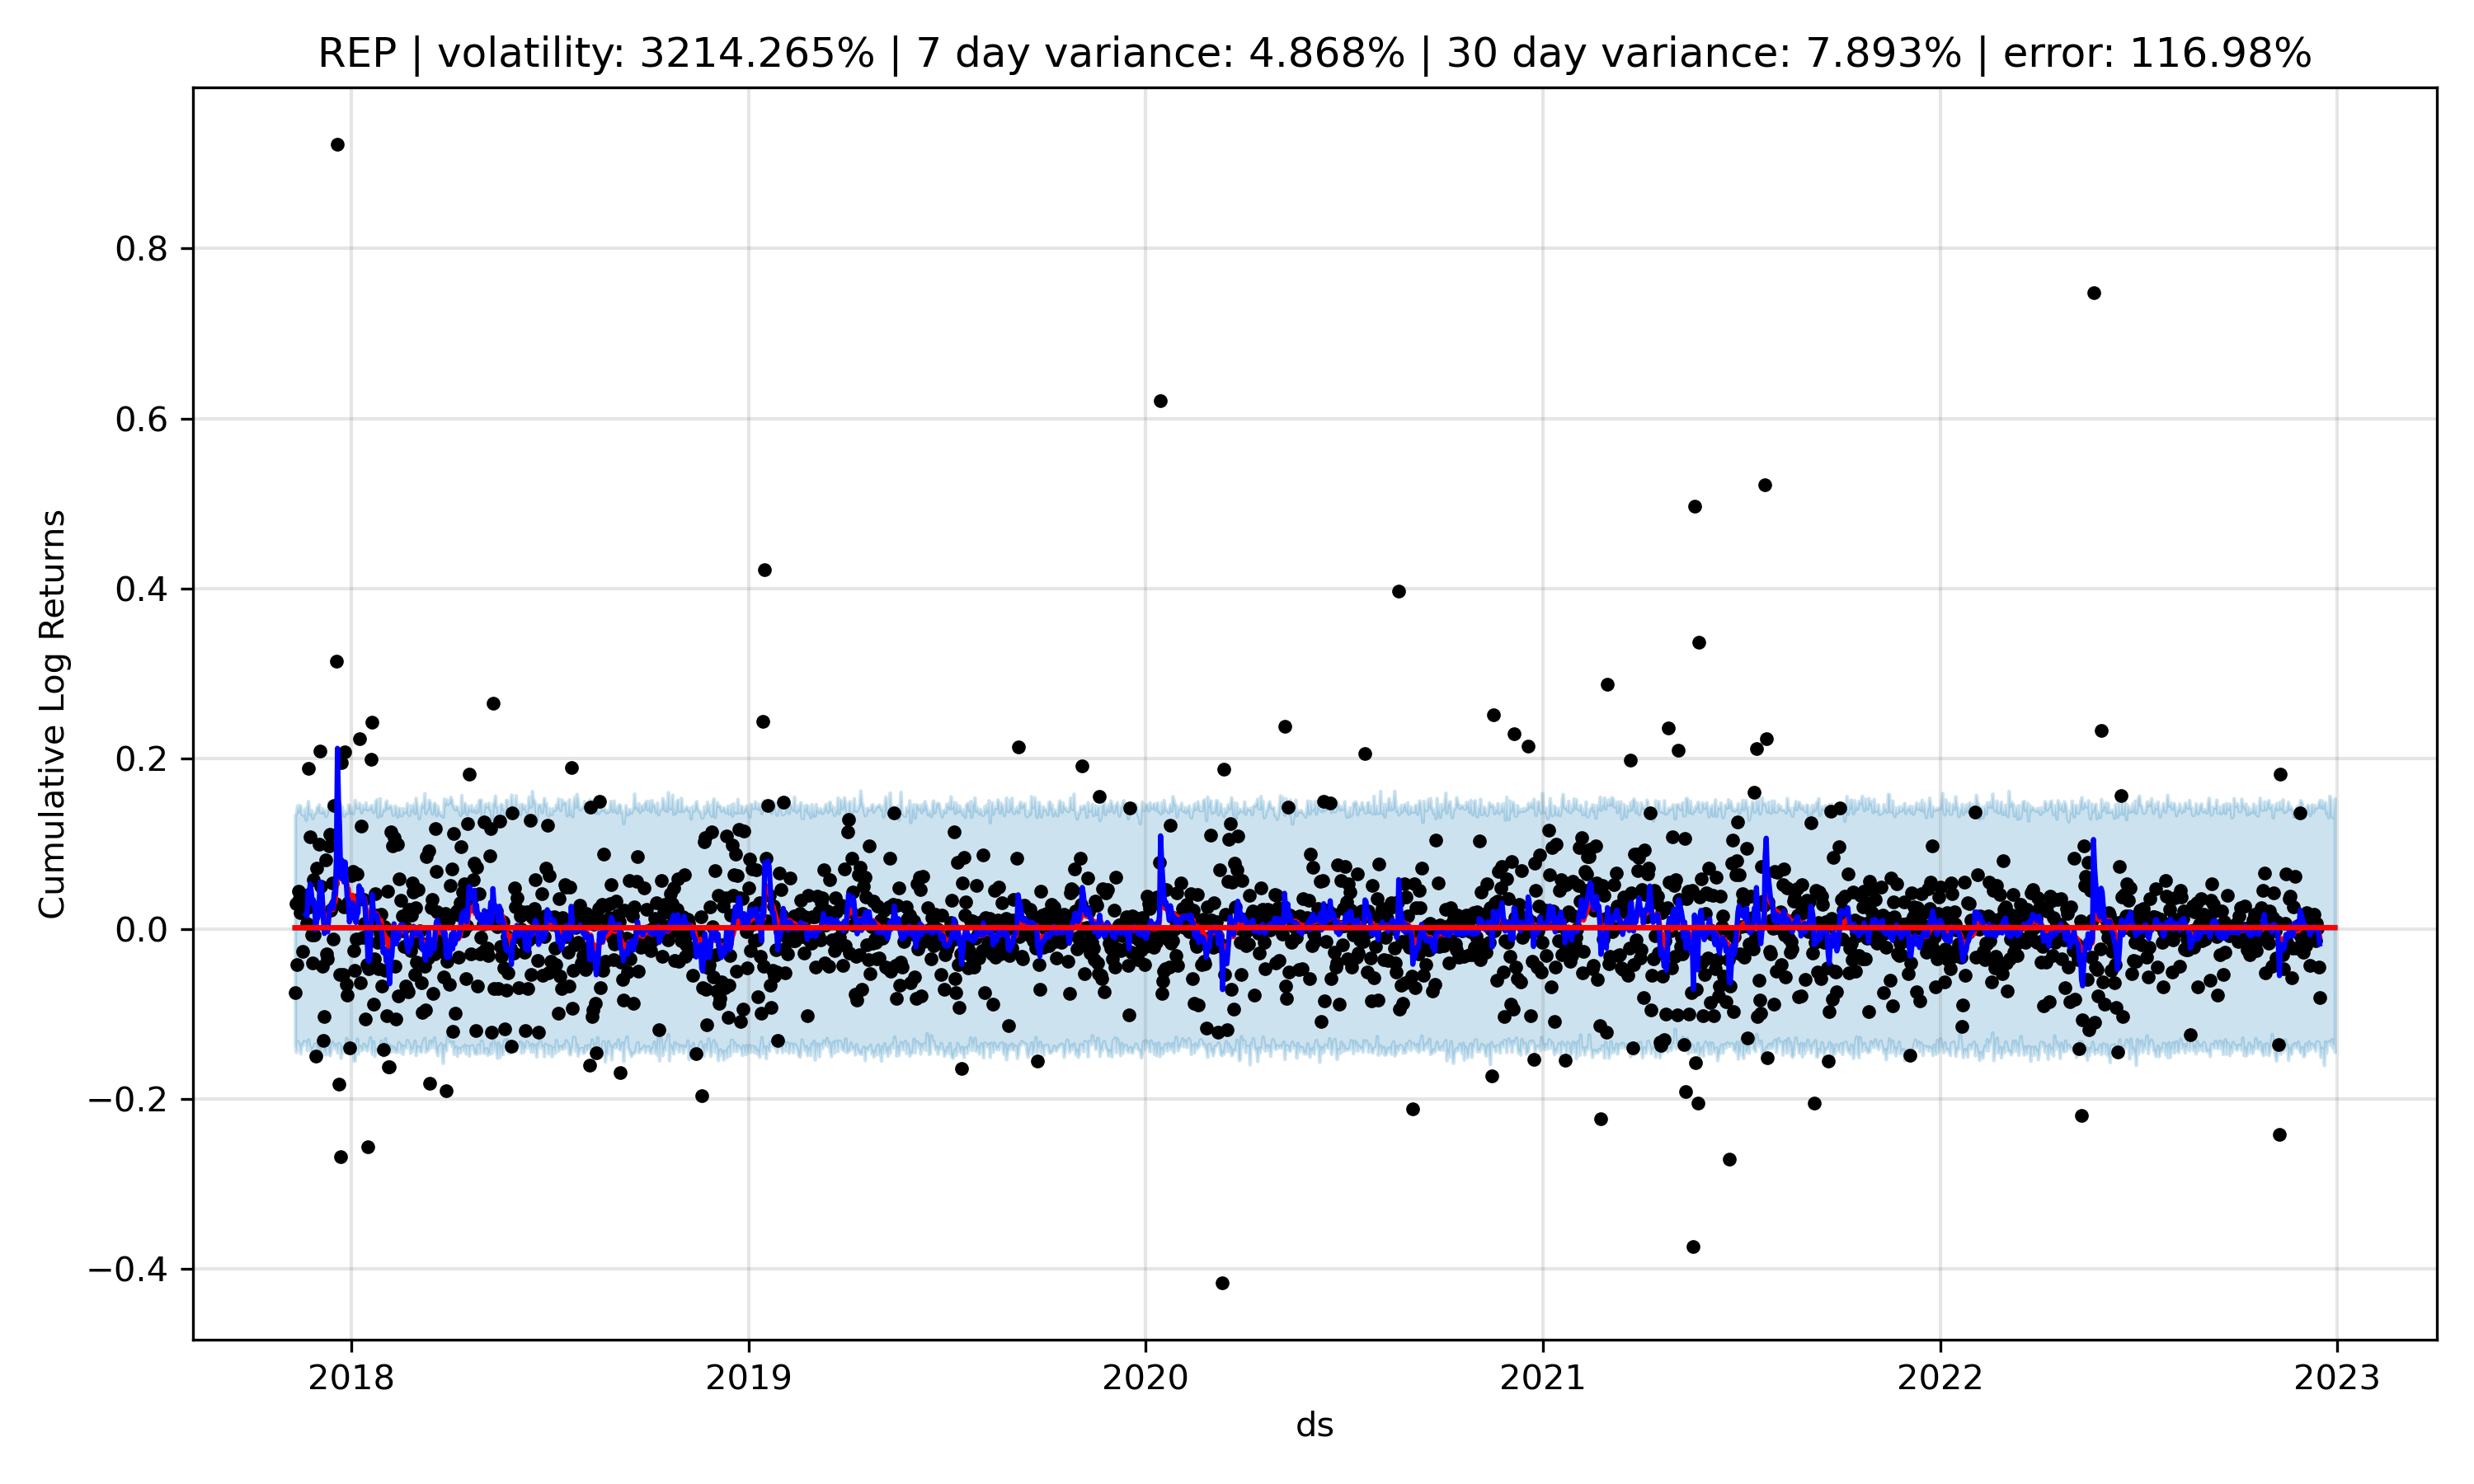 REP | volatility: 3214.265% | 7 day variance: 4.868% | 30 day variance: 7.893% | error: 116.98%
Cumulative Log Returns
0.8
0.6
0.4
0.2
0.0
−0.2
−0.4
2018 2019 2020 2021 2022 2023
ds